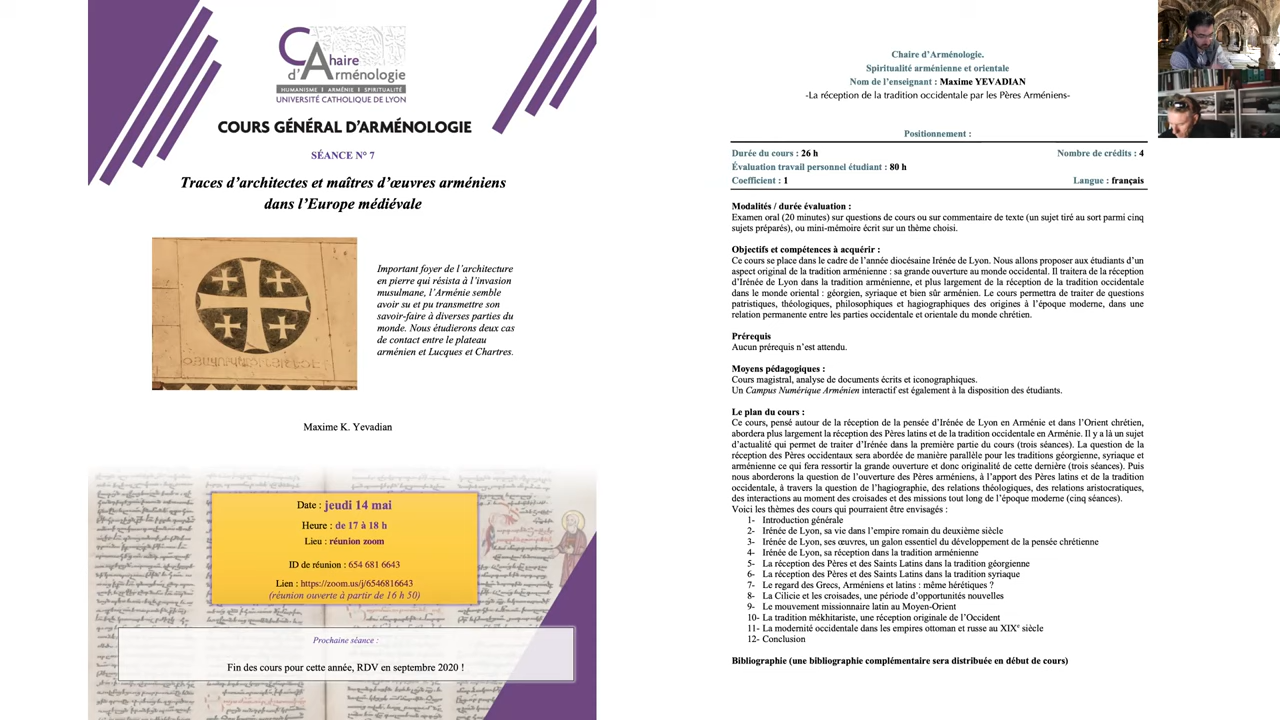 CAhaire
d'Arménologie
HUMANISME | ARMÉNIE | SPIRITUALITÉ
UNIVERSITÉ CATHOLIQUE DE LYON
COURS GÉNÉRAL D'ARMÉNOLOGIE
SÉANCE N° 7
Traces d'architectes et maîtres d'œuvres arméniens
dans l'Europe médiévale
Important foyer de l'architecture
en pierre qui résista à l'invasion
musulmane, l'Arménie semble
avoir su et pu transmettre son
savoir-faire à diverses parties du
monde. Nous étudierons deux cas
de contact entre le plateau
arménien et Lucques et Chartres.
Maxime K. Yevadian
Date : jeudi 14 mai
Heure : de 17 à 18 h
Lieu : réunion zoom
ID de réunion : 654 681 6643
Lien : https://zoom.us/j/6546816643
(réunion ouverte à partir de 16 h 50)
Prochaine séance :
Fin des cours pour cette année, RDV en septembre 2020 !
Chaire d'Arménologie.
Spiritualité arménienne et orientale
Nom de l'enseignant : Maxime YEVADIAN
-La réception de la tradition occidentale par les Pères Arméniens-
Positionnement :
Durée du cours : 26 h Nombre de crédits : 4
Évaluation travail personnel étudiant : 80 h
Coefficient : 1 Langue : français
Modalités / durée évaluation :
Examen oral (20 minutes) sur questions de cours ou sur commentaire de texte (un sujet tiré au sort parmi cinq
sujets préparés), ou mini-mémoire écrit sur un thème choisi.
Objectifs et compétences à acquérir :
Ce cours se place dans le cadre de l'année diocésaine Irénée de Lyon. Nous allons proposer aux étudiants d'un
aspect original de la tradition arménienne : sa grande ouverture au monde occidental. Il traitera de la réception
d'Irénée de Lyon dans la tradition arménienne, et plus largement de la réception de la tradition occidentale
dans le monde oriental : géorgien, syriaque et bien sûr arménien. Le cours permettra de traiter de questions
patristiques, théologiques, philosophiques et hagiographiques des origines à l'époque moderne, dans une
relation permanente entre les parties occidentale et orientale du monde chrétien.
Prérequis
Aucun prérequis n'est attendu.
Moyens pédagogiques :
Cours magistral, analyse de documents écrits et iconographiques.
Un Campus Numérique Arménien interactif est également à la disposition des étudiants.
Le plan du cours :
Ce cours, pensé autour de la réception de la pensée d'Irénée de Lyon en Arménie et dans l'Orient chrétien,
abordera plus largement la réception des Pères latins et de la tradition occidentale en Arménie. Il y a là un sujet
d'actualité qui permet de traiter d'Irénée dans la première partie du cours (trois séances). La question de la
réception des Pères occidentaux sera abordée de manière parallèle pour les traditions géorgienne, syriaque et
arménienne ce qui fera ressortir la grande ouverture et donc originalité de cette dernière (trois séances). Puis
nous aborderons la question de l'ouverture des Pères arméniens, à l'apport des Pères latins et de la tradition
occidentale, à travers la question de l'hagiographie, des relations théologiques, des relations aristocratiques,
des interactions au moment des croisades et des missions tout long de l'époque moderne (cinq séances).
Voici les thèmes des cours qui pourraient être envisagés :
1- Introduction générale
2- Irénée de Lyon, sa vie dans l'empire romain du deuxième siècle
3- Irénée de Lyon, ses œuvres, un galon essentiel du développement de la pensée chrétienne
4- Irénée de Lyon, sa réception dans la tradition arménienne
5- La réception des Pères et des Saints Latins dans la tradition géorgienne
6- La réception des Pères et des Saints Latins dans la tradition syriaque
7- Le regard des Grecs, Arméniens et latins : même hérétiques ?
8- La Cilicie et les croisades, une période d'opportunités nouvelles
9- Le mouvement missionnaire latin au Moyen-Orient
10- La tradition mékhitariste, une réception originale de l'Occident
11- La modernité occidentale dans les empires ottoman et russe au XIXe siècle
12- Conclusion
Bibliographie (une bibliographie complémentaire sera distribuée en début de cours)